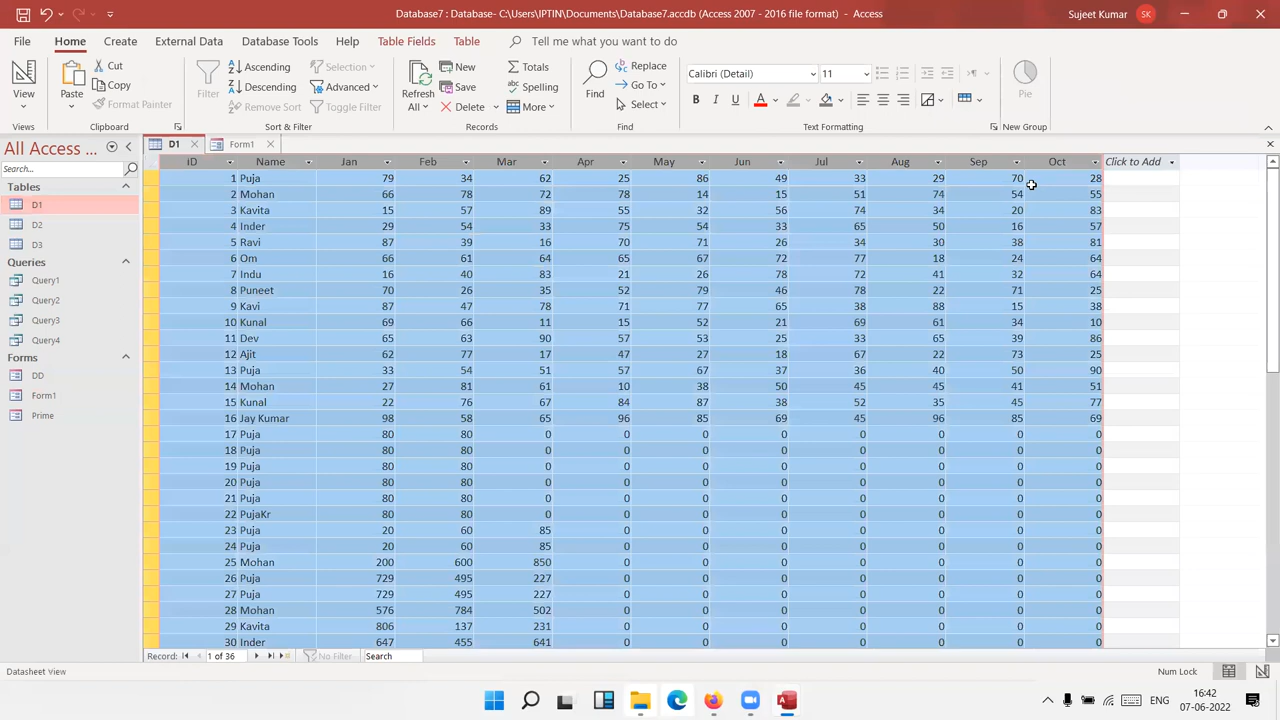 Database7 : Database- C:\Users\IPTIN\Documents\Database7.accdb (Access 2007 - 2016 file format) - Access
Sujeet Kumar SK
File Home Create External Data Database Tools Help Table Fields Table Tell me what you want to do
View Paste Cut Copy Format Painter Filter Ascending Descending Remove Sort Selection Advanced Toggle Filter Refresh All New Save Delete Totals Spelling More Find Replace Go To Select Calibri (Detail) 11 B I U A Pie
Views Clipboard Sort & Filter Records Find Text Formatting New Group
All Access ... D1 Form1
Search...
Tables
D1
D2
D3
Queries
Query1
Query2
Query3
Query4
Forms
DD
Form1
Prime
ID Name Jan Feb Mar Apr May Jun Jul Aug Sep Oct Click to Add
1 Puja 79 34 62 25 86 49 33 29 70 28
2 Mohan 66 78 72 78 14 15 51 74 54 55
3 Kavita 15 57 89 55 32 56 74 34 20 83
4 Inder 29 54 33 75 54 33 65 50 16 57
5 Ravi 87 39 16 70 71 26 34 30 38 81
6 Om 66 61 64 65 67 72 77 18 24 64
7 Indu 16 40 83 21 26 78 72 41 32 64
8 Puneet 70 26 35 52 79 46 78 22 71 25
9 Kavi 87 47 78 71 77 65 38 88 15 38
10 Kunal 69 66 11 15 52 21 69 61 34 10
11 Dev 65 63 90 57 53 25 33 65 39 86
12 Ajit 62 77 17 47 27 18 67 22 73 25
13 Puja 33 54 51 57 67 37 36 40 50 90
14 Mohan 27 81 61 10 38 50 45 45 41 51
15 Kunal 22 76 67 84 87 38 52 35 45 77
16 Jay Kumar 98 58 65 96 85 69 45 96 85 69
17 Puja 80 80 0 0 0 0 0 0 0 0
18 Puja 80 80 0 0 0 0 0 0 0 0
19 Puja 80 80 0 0 0 0 0 0 0 0
20 Puja 80 80 0 0 0 0 0 0 0 0
21 Puja 80 80 0 0 0 0 0 0 0 0
22 PujaKr 80 80 0 0 0 0 0 0 0 0
23 Puja 20 60 85 0 0 0 0 0 0 0
24 Puja 20 60 85 0 0 0 0 0 0 0
25 Mohan 200 600 850 0 0 0 0 0 0 0
26 Puja 729 495 227 0 0 0 0 0 0 0
27 Puja 729 495 227 0 0 0 0 0 0 0
28 Mohan 576 784 502 0 0 0 0 0 0 0
29 Kavita 806 137 231 0 0 0 0 0 0 0
30 Inder 647 455 641 0 0 0 0 0 0 0
Record: 1 of 36 No Filter Search
Datasheet View Num Lock
ENG 16:42
07-06-2022